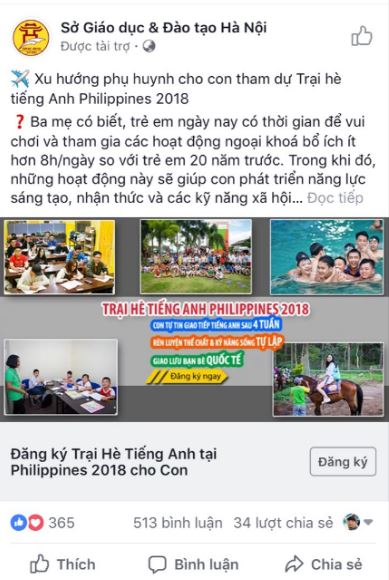 Sở Giáo dục & Đào tạo Hà Nội
Được tài trợ ·
Xu hướng phụ huynh cho con tham dự Trại hè
tiếng Anh Philippines 2018
❓ Ba mẹ có biết, trẻ em ngày nay có thời gian để vui
chơi và tham gia các hoạt động ngoại khoá bổ ích ít
hơn 8h/ngày so với trẻ em 20 năm trước. Trong khi đó,
những hoạt động này sẽ giúp con phát triển năng lực
sáng tạo, nhận thức và các kỹ năng xã hội... Đọc tiếp
TRẠI HÈ TIẾNG ANH PHILIPPINES 2018
CON TỰ TIN GIAO TIẾP TIẾNG ANH SAU 4 TUẦN
RÈN LUYỆN THỂ CHẤT & KỸ NĂNG SỐNG TỰ LẬP
GIAO LƯU BẠN BÈ QUỐC TẾ
Đăng ký ngay
Đăng ký Trại Hè Tiếng Anh tại
Philippines 2018 cho Con
Đăng ký
365
513 bình luận 34 lượt chia sẻ
Thích Bình luận Chia sẻ